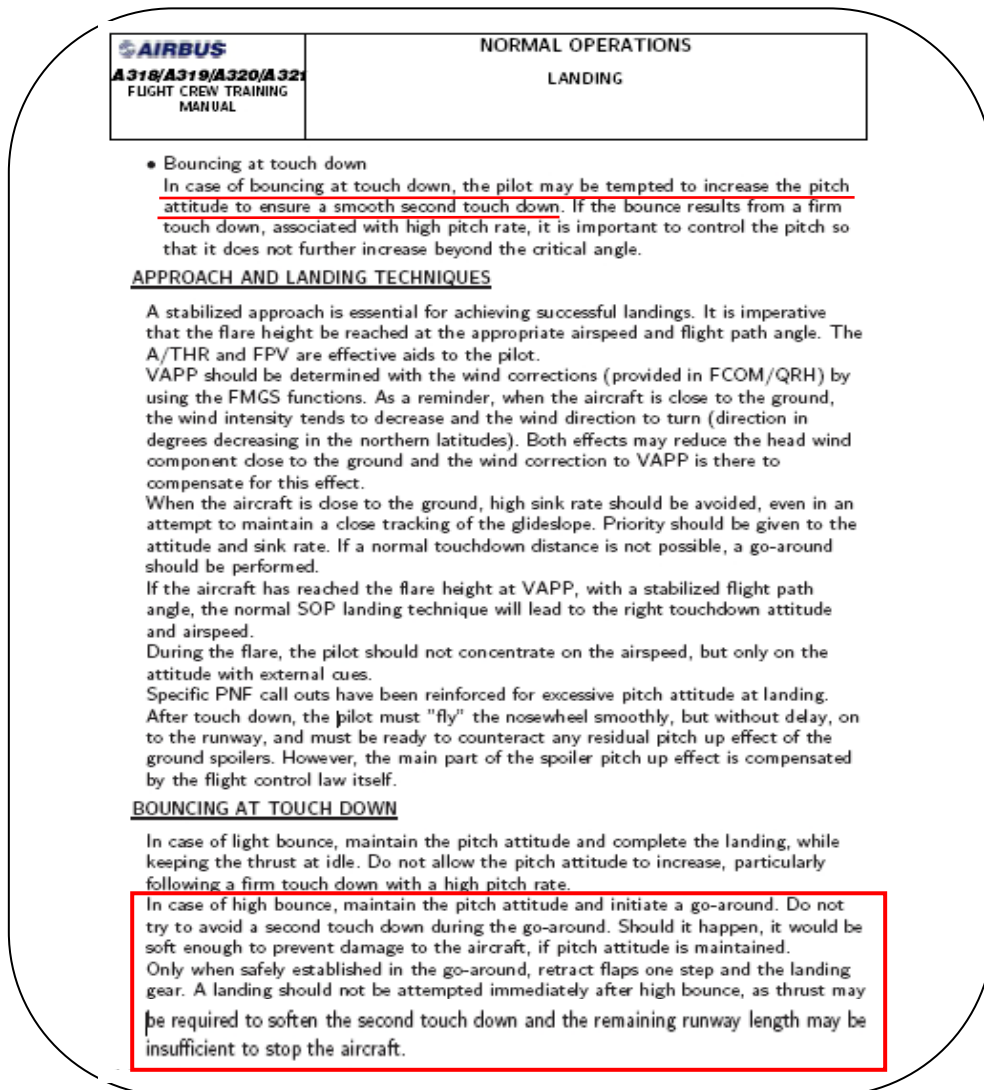 AIRBUS
A318/A319/A320/A321
FLIGHT CREW TRAINING
MANUAL
NORMAL OPERATIONS
LANDING
• Bouncing at touch down
In case of bouncing at touch down, the pilot may be tempted to increase the pitch
attitude to ensure a smooth second touch down. If the bounce results from a firm
touch down, associated with high pitch rate, it is important to control the pitch so
that it does not further increase beyond the critical angle.
APPROACH AND LANDING TECHNIQUES
A stabilized approach is essential for achieving successful landings. It is imperative
that the flare height be reached at the appropriate airspeed and flight path angle. The
A/THR and FPV are effective aids to the pilot.
VAPP should be determined with the wind corrections (provided in FCOM/QRH) by
using the FMGS functions. As a reminder, when the aircraft is close to the ground,
the wind intensity tends to decrease and the wind direction to turn (direction in
degrees decreasing in the northern latitudes). Both effects may reduce the head wind
component close to the ground and the wind correction to VAPP is there to
compensate for this effect.
When the aircraft is close to the ground, high sink rate should be avoided, even in an
attempt to maintain a close tracking of the glideslope. Priority should be given to the
attitude and sink rate. If a normal touchdown distance is not possible, a go-around
should be performed.
If the aircraft has reached the flare height at VAPP, with a stabilized flight path
angle, the normal SOP landing technique will lead to the right touchdown attitude
and airspeed.
During the flare, the pilot should not concentrate on the airspeed, but only on the
attitude with external cues.
Specific PNF call outs have been reinforced for excessive pitch attitude at landing.
After touch down, the pilot must "fly" the nosewheel smoothly, but without delay, on
to the runway, and must be ready to counteract any residual pitch up effect of the
ground spoilers. However, the main part of the spoiler pitch up effect is compensated
by the flight control law itself.
BOUNCING AT TOUCH DOWN
In case of light bounce, maintain the pitch attitude and complete the landing, while
keeping the thrust at idle. Do not allow the pitch attitude to increase, particularly
following a firm touch down with a high pitch rate.
In case of high bounce, maintain the pitch attitude and initiate a go-around. Do not
try to avoid a second touch down during the go-around. Should it happen, it would be
soft enough to prevent damage to the aircraft, if pitch attitude is maintained.
Only when safely established in the go-around, retract flaps one step and the landing
gear. A landing should not be attempted immediately after high bounce, as thrust may
be required to soften the second touch down and the remaining runway length may be
insufficient to stop the aircraft.